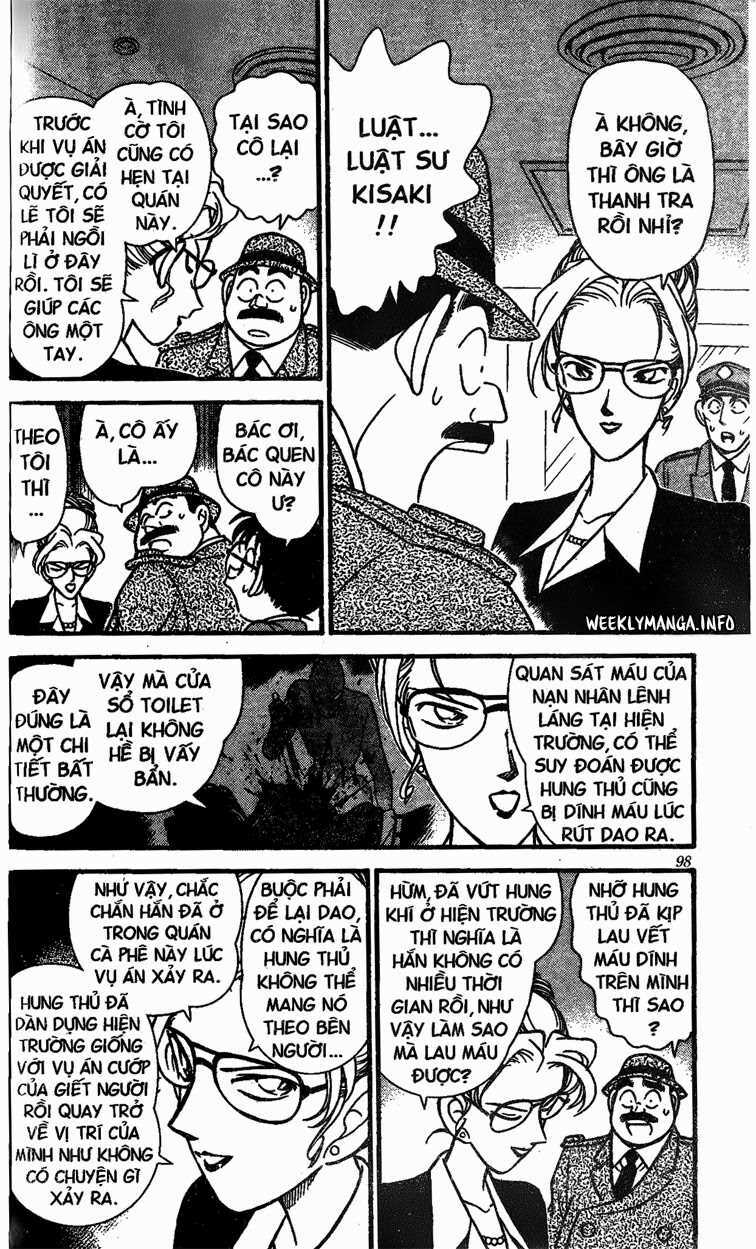 À KHÔNG,
BÂY GIỜ
THÌ ÔNG LÀ
THANH TRA
RỒI NHỈ?
LUẬT...
LUẬT SƯ
KISAKI
!!
TẠI SAO
CÔ LẠI
...?
À, TÌNH
CỜ TÔI
CŨNG CÓ
HẸN TẠI
QUÁN
NÀY.
TRƯỚC
KHI VỤ ÁN
ĐƯỢC GIẢI
QUYẾT, CÓ
LẼ TÔI SẼ
PHẢI NGỒI
LÌ Ở ĐÂY
RỒI. TÔI SẼ
GIÚP CÁC
ÔNG MỘT
TAY.
BÁC ƠI,
BÁC QUEN
CÔ NÀY
Ư?
À, CÔ ẤY
LÀ...
THEO
TÔI
THÌ
...
WEEKLYMANGA.INFO
QUAN SÁT MÁU CỦA
NẠN NHÂN LÊNH
LÁNG TẠI HIỆN
TRƯỜNG, CÓ THỂ
SUY ĐOÁN ĐƯỢC
HUNG THỦ CŨNG
BỊ DÍNH MÁU LÚC
RÚT DAO RA.
VẬY MÀ CỬA
SỔ TOILET
LẠI KHÔNG
HỀ BỊ VẤY
BẨN.
ĐÂY
ĐÚNG LÀ
MỘT CHI
TIẾT BẤT
THƯỜNG.
98
NHỠ HUNG
THỦ ĐÃ KỊP
LAU VẾT
MÁU DÍNH
TRÊN MÌNH
THÌ SAO
?
HỪM, ĐÃ VỨT HUNG
KHÍ Ở HIỆN TRƯỜNG
THÌ NGHĨA LÀ
HẮN KHÔNG CÓ
NHIỀU THỜI
GIAN RỒI, NHƯ
VẬY LÀM SAO
MÀ LAU MÁU
ĐƯỢC?
BUỘC PHẢI
ĐỂ LẠI DAO,
CÓ NGHĨA LÀ
HUNG THỦ
KHÔNG THỂ
MANG NÓ
THEO BÊN
NGƯỜI...
NHƯ VẬY, CHẮC
CHẮN HẮN ĐÃ Ở
TRONG QUÁN
CÀ PHÊ NÀY LÚC
VỤ ÁN XẢY RA.
HUNG THỦ ĐÃ
DÀN DỰNG HIỆN
TRƯỜNG GIỐNG
VỚI VỤ ÁN CƯỚP
CỦA GIẾT NGƯỜI
RỒI QUAY TRỞ
VỀ VỊ TRÍ CỦA
MÌNH NHƯ KHÔNG
CÓ CHUYỆN GÌ
XẢY RA.